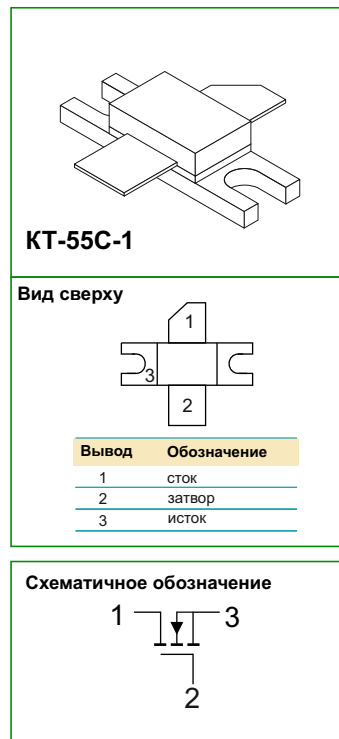 КТ-55С-1
Вид сверху
1
3
2
Вывод Обозначение
1 сток
2 затвор
3 исток
Схематичное обозначение
1 3
2